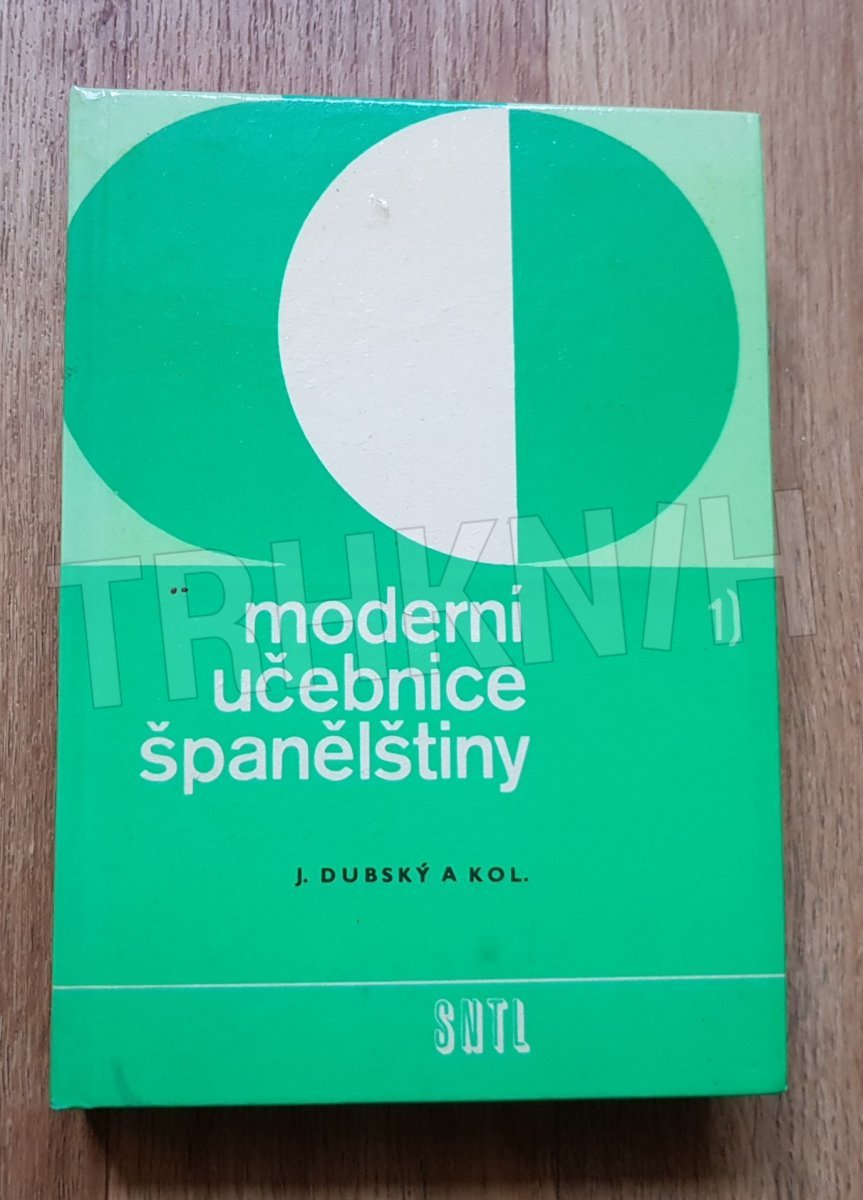 TRHKNIH
moderní 1)
učebnice
španělštiny
J. DUBSKÝ A KOL.
SNTL